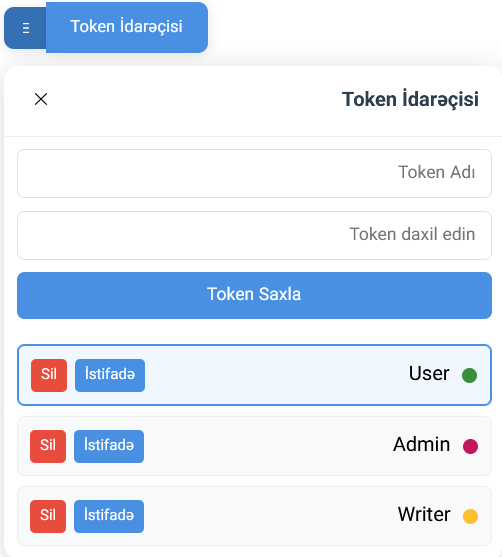 Token İdarəçisi
Token İdarəçisi
Token Adı
Token daxil edin
Token Saxla
Sil İstifadə User
Sil İstifadə Admin
Sil İstifadə Writer